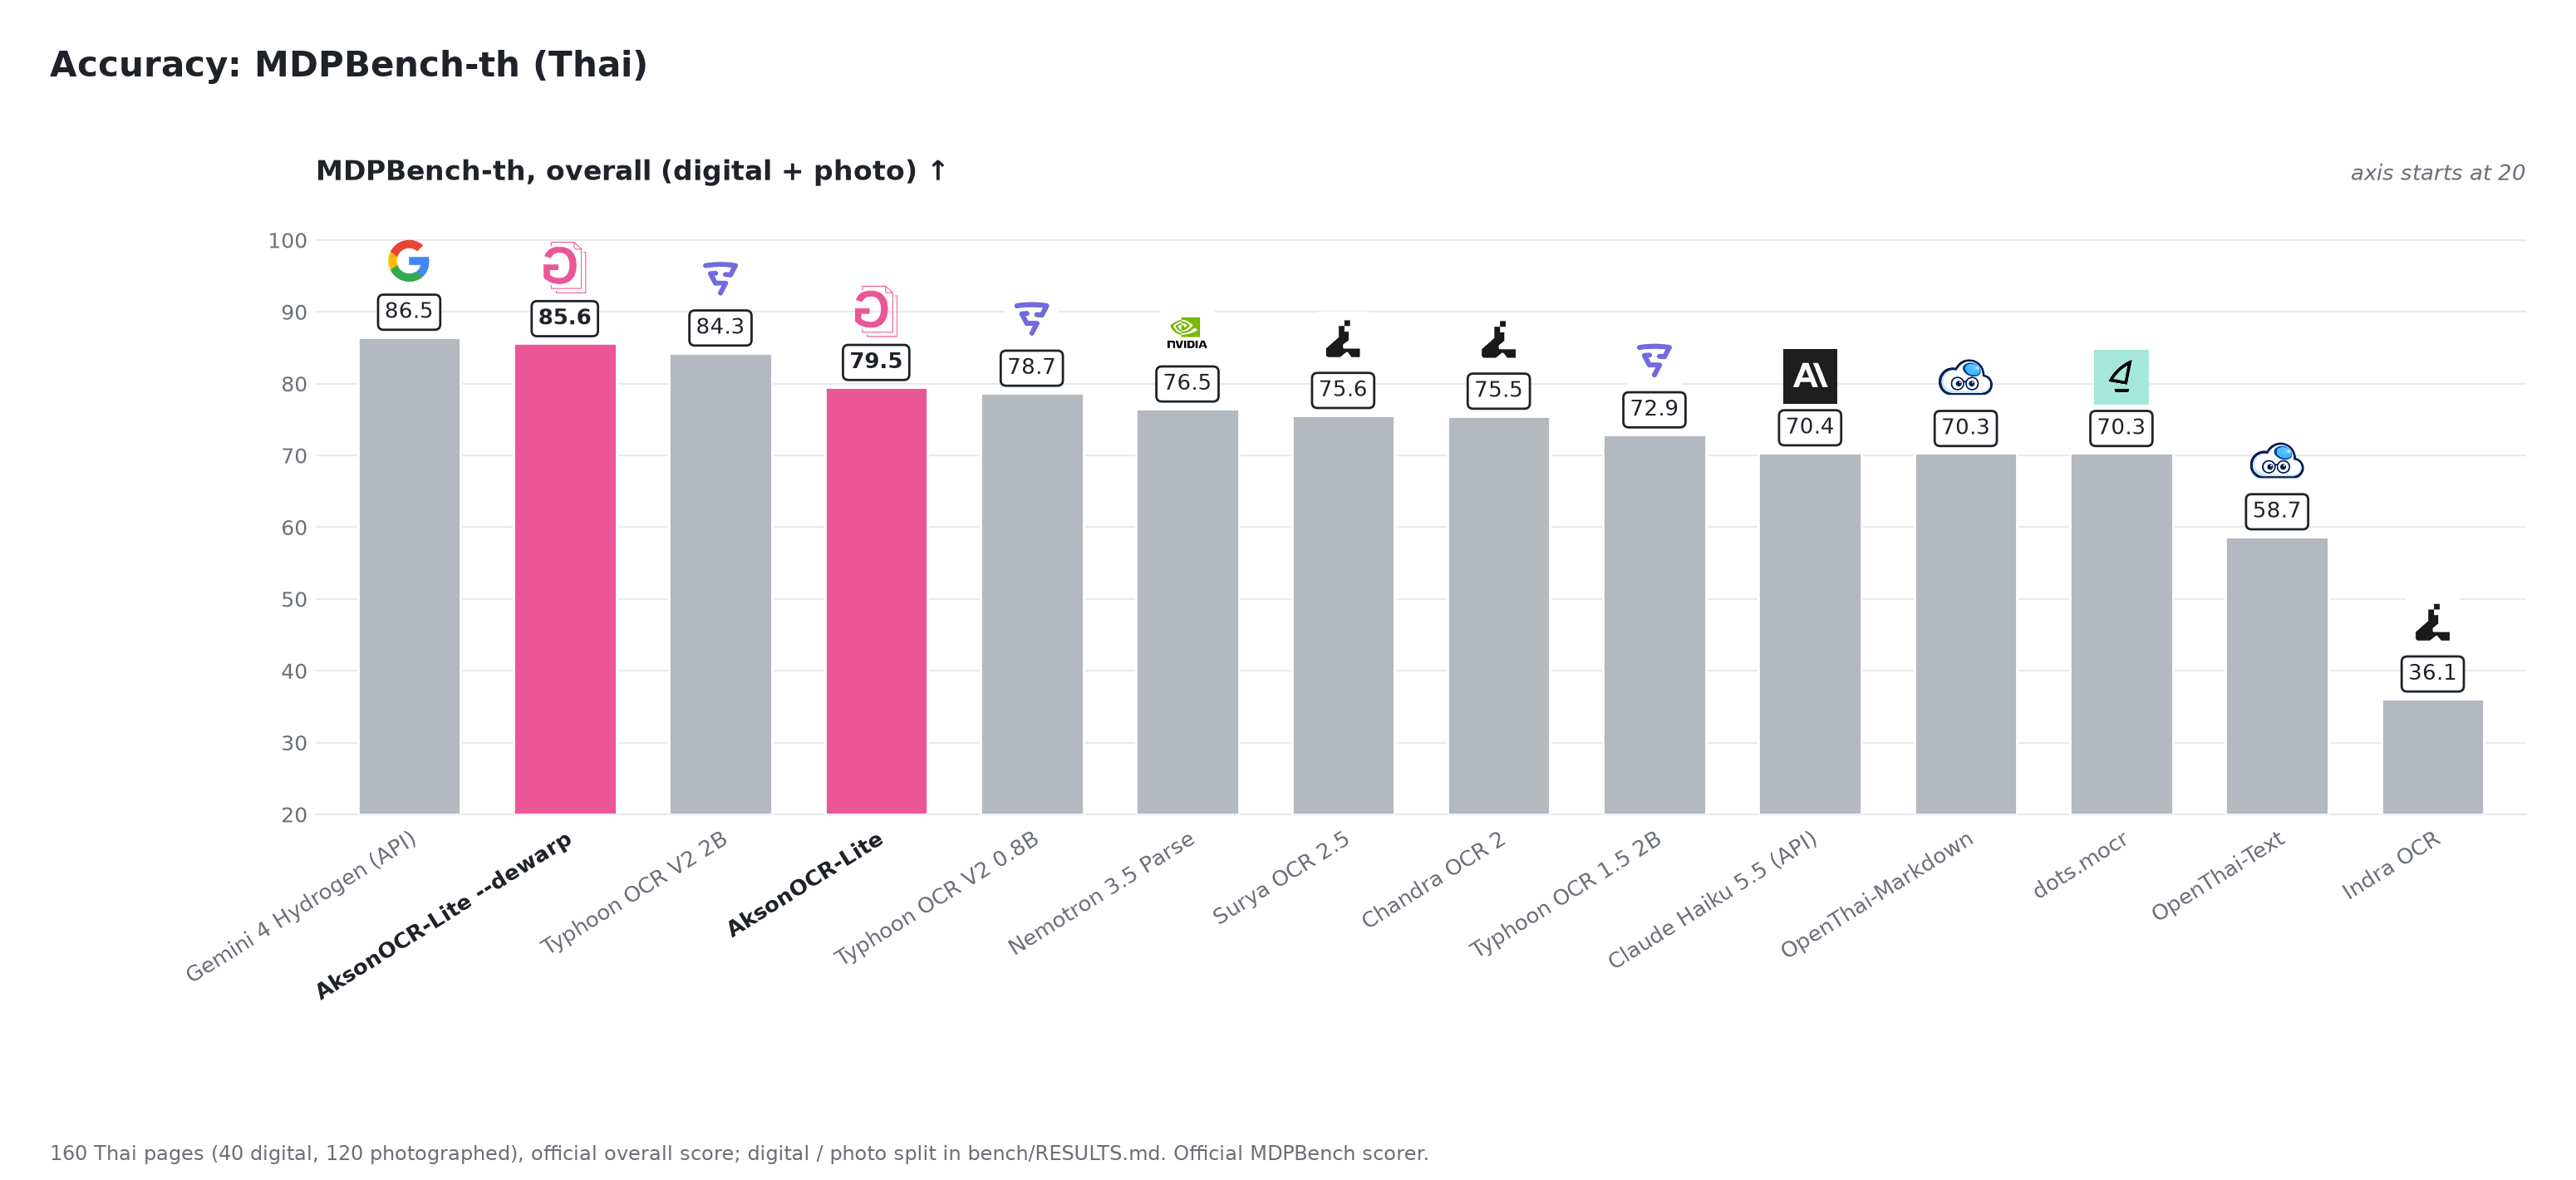 Accuracy: MDPBench-th (Thai)
MDPBench-th, overall (digital + photo) ↑
axis starts at 20
100
90
80
70
60
50
40
30
20
86.5
85.6
84.3
79.5
78.7
NVIDIA
76.5
75.6
75.5
72.9
70.4
70.3
70.3
58.7
36.1
Gemini 4 Hydrogen (API)
AksonOCR-Lite --dewarp
Typhoon OCR V2 2B
AksonOCR-Lite
Typhoon OCR V2 0.8B
Nemotron 3.5 Parse
Surya OCR 2.5
Chandra OCR 2
Typhoon OCR 1.5 2B
Claude Haiku 5.5 (API)
OpenThai-Markdown
dots.mocr
OpenThai-Text
Indra OCR
160 Thai pages (40 digital, 120 photographed), official overall score; digital / photo split in bench/RESULTS.md. Official MDPBench scorer.